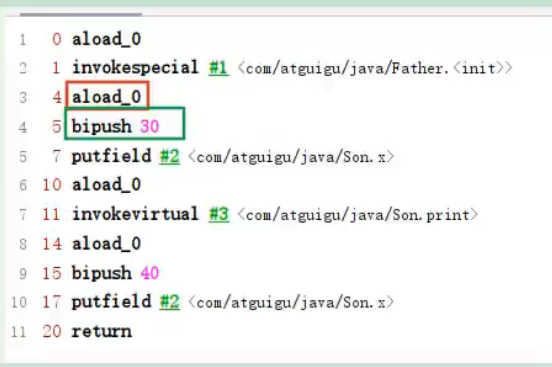 1 0 aload_0
2 1 invokespecial #1 <com/atguigu/java/Father.<init>>
3 4 aload_0
4 5 bipush 30
5 7 putfield #2 <com/atguigu/java/Son.x>
6 10 aload_0
7 11 invokevirtual #3 <com/atguigu/java/Son.print>
8 14 aload_0
9 15 bipush 40
10 17 putfield #2 <com/atguigu/java/Son.x>
11 20 return